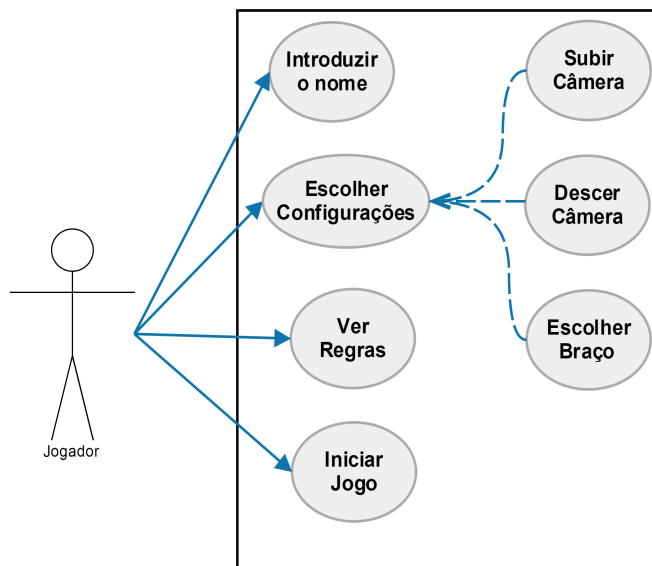 Introduzir
o nome
Subir
Câmera
Escolher
Configurações
Descer
Câmera
Ver
Regras
Escolher
Braço
Iniciar
Jogo
Jogador